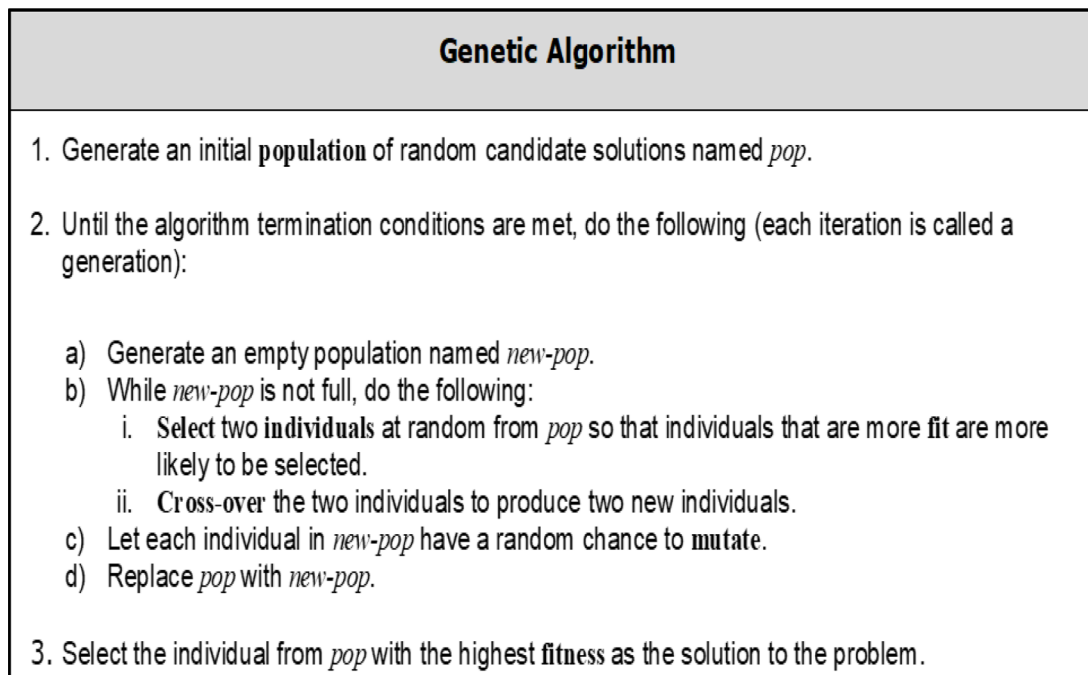 Genetic Algorithm
1. Generate an initial population of random candidate solutions named pop.
2. Until the algorithm termination conditions are met, do the following (each iteration is called a
generation):
a) Generate an empty population named new-pop.
b) While new-pop is not full, do the following:
i. Select two individuals at random from pop so that individuals that are more fit are more
likely to be selected.
ii. Cross-over the two individuals to produce two new individuals.
c) Let each individual in new-pop have a random chance to mutate.
d) Replace pop with new-pop.
3. Select the individual from pop with the highest fitness as the solution to the problem.